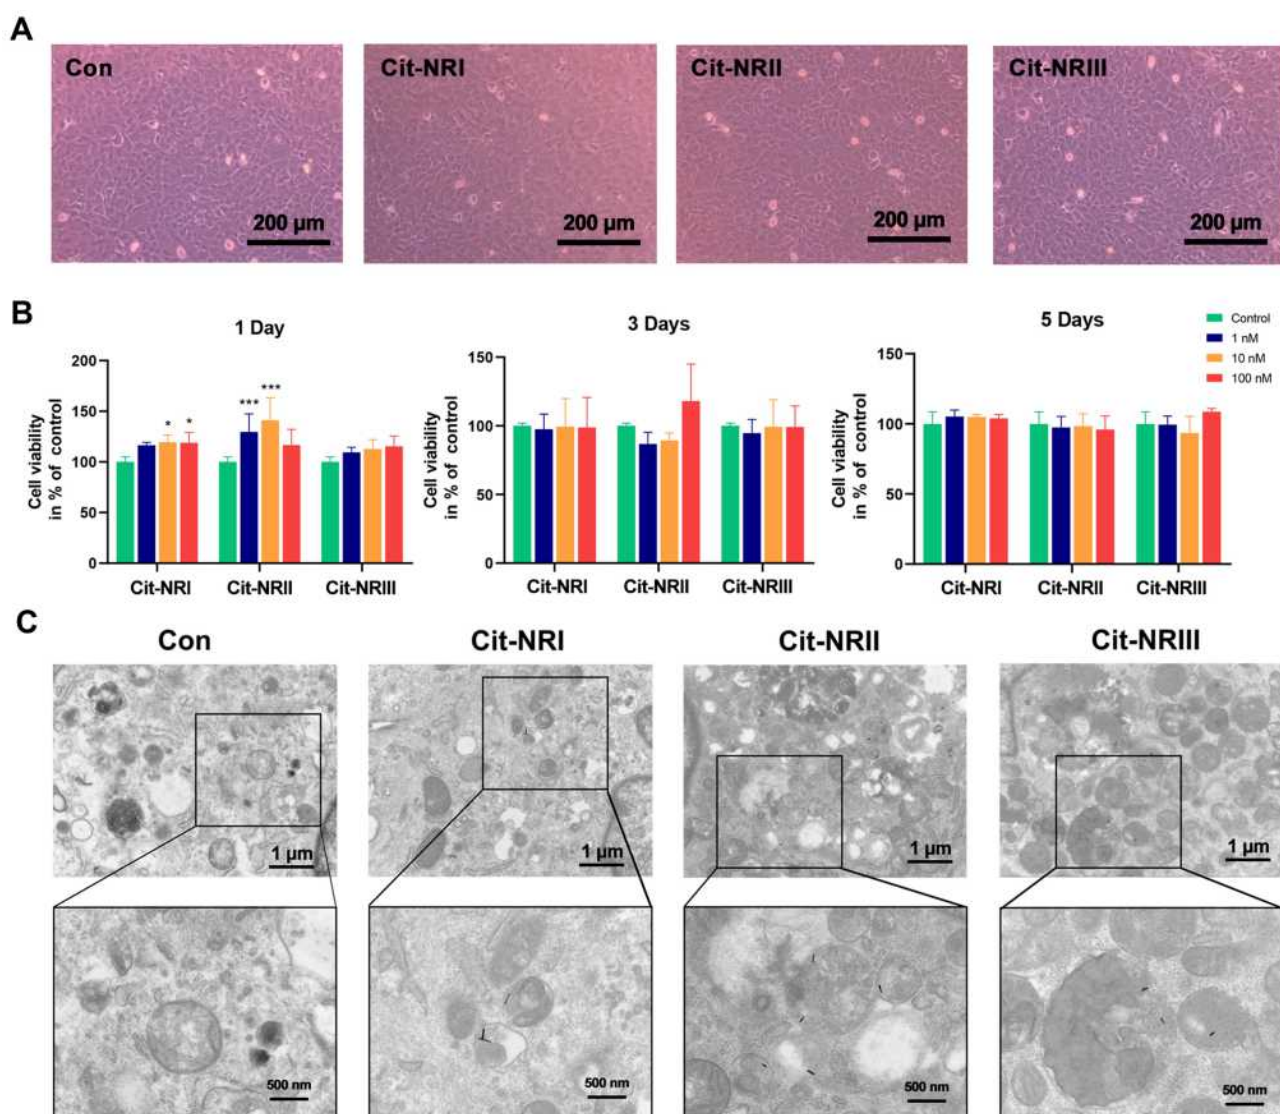 A
Con
Cit-NRI
Cit-NRII
Cit-NRIII
200 µm
200 µm
200 µm
200 µm
B
1 Day
3 Days
5 Days
Control
1 nM
10 nM
100 nM
Cell viability
in % of control
200
150
100
50
0
*
*
***
***
Cit-NRI
Cit-NRII
Cit-NRIII
Cell viability
in % of control
150
100
50
0
Cit-NRI
Cit-NRII
Cit-NRIII
Cell viability
in % of control
150
100
50
0
Cit-NRI
Cit-NRII
Cit-NRIII
C
Con
Cit-NRI
Cit-NRII
Cit-NRIII
1 µm
1 µm
1 µm
1 µm
500 nm
500 nm
500 nm
500 nm